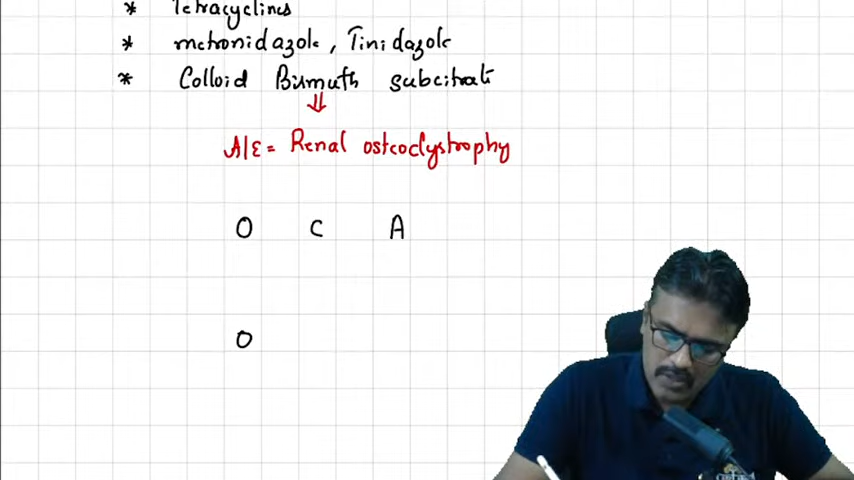 * Tetracyclines
* metronidazole, Tinidazole
* Colloid Bismuth subcitrate
A/E = Renal osteodystrophy
O C A
O